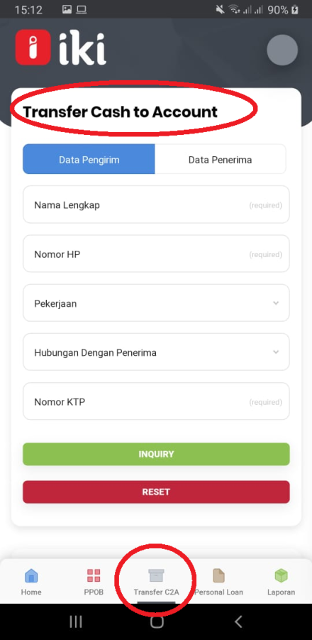 15:12
90%
iki
Transfer Cash to Account
Data Pengirim
Data Penerima
Nama Lengkap
(required)
Nomor HP
(required)
Pekerjaan
Hubungan Dengan Penerima
Nomor KTP
(required)
INQUIRY
RESET
Home
PPOB
Transfer C2A
Personal Loan
Laporan